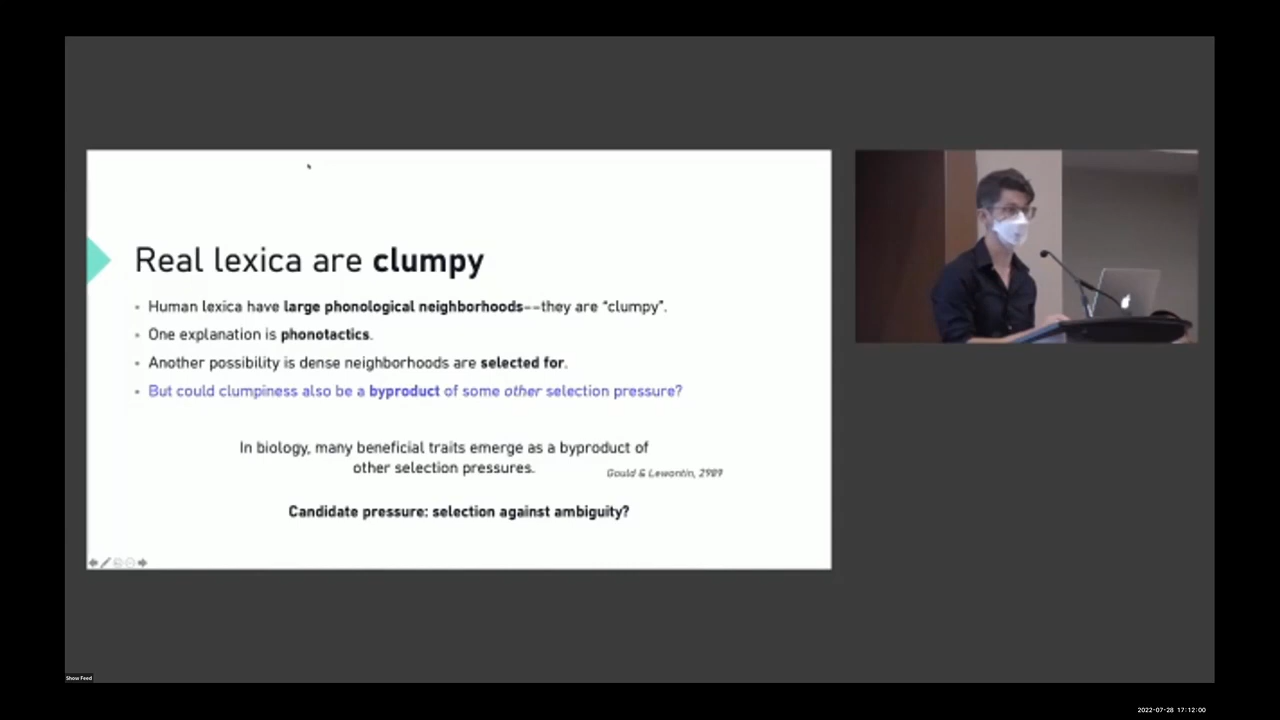 Real lexica are clumpy
Human lexica have large phonological neighborhoods--they are "clumpy".
One explanation is phonotactics.
Another possibility is dense neighborhoods are selected for.
But could clumpiness also be a byproduct of some other selection pressure?
In biology, many beneficial traits emerge as a byproduct of
other selection pressures.
Gould & Lewontin,
Candidate pressure: selection against ambiguity?
Show Feed
2022-07-28 17:12:00